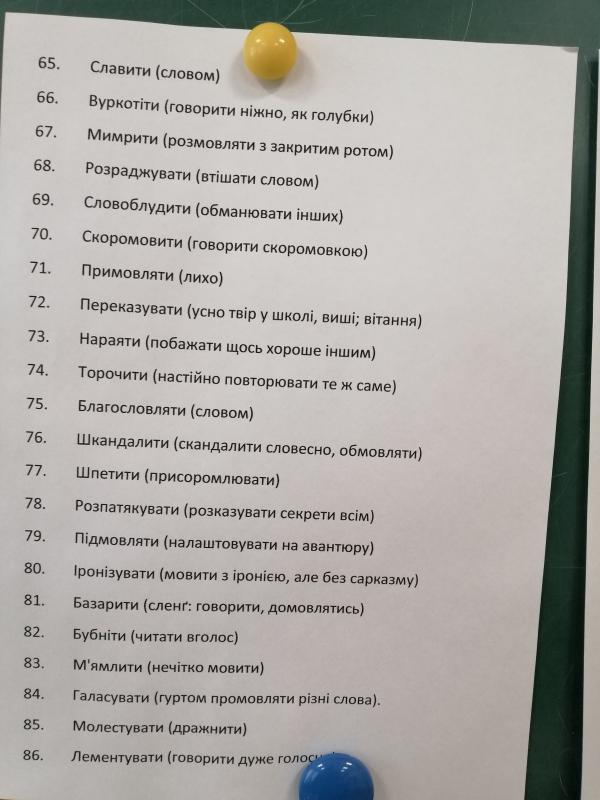 65. Славити (словом)
66. Вуркотіти (говорити ніжно, як голубки)
67. Мимрити (розмовляти з закритим ротом)
68. Розраджувати (втішати словом)
69. Словоблудити (обманювати інших)
70. Скоромовити (говорити скоромовкою)
71. Примовляти (лихо)
72. Переказувати (усно твір у школі, виші; вітання)
73. Нараяти (побажати щось хороше іншим)
74. Торочити (настійно повторювати те ж саме)
75. Благословляти (словом)
76. Шкандалити (скандалити словесно, обмовляти)
77. Шпетити (присоромлювати)
78. Розпатякувати (розказувати секрети всім)
79. Підмовляти (налаштовувати на авантюру)
80. Іронізувати (мовити з іронією, але без сарказму)
81. Базарити (сленґ: говорити, домовлятись)
82. Бубніти (читати вголос)
83. М'ямлити (нечітко мовити)
84. Галасувати (гуртом промовляти різні слова).
85. Молестувати (дражнити)
86. Лементувати (говорити дуже